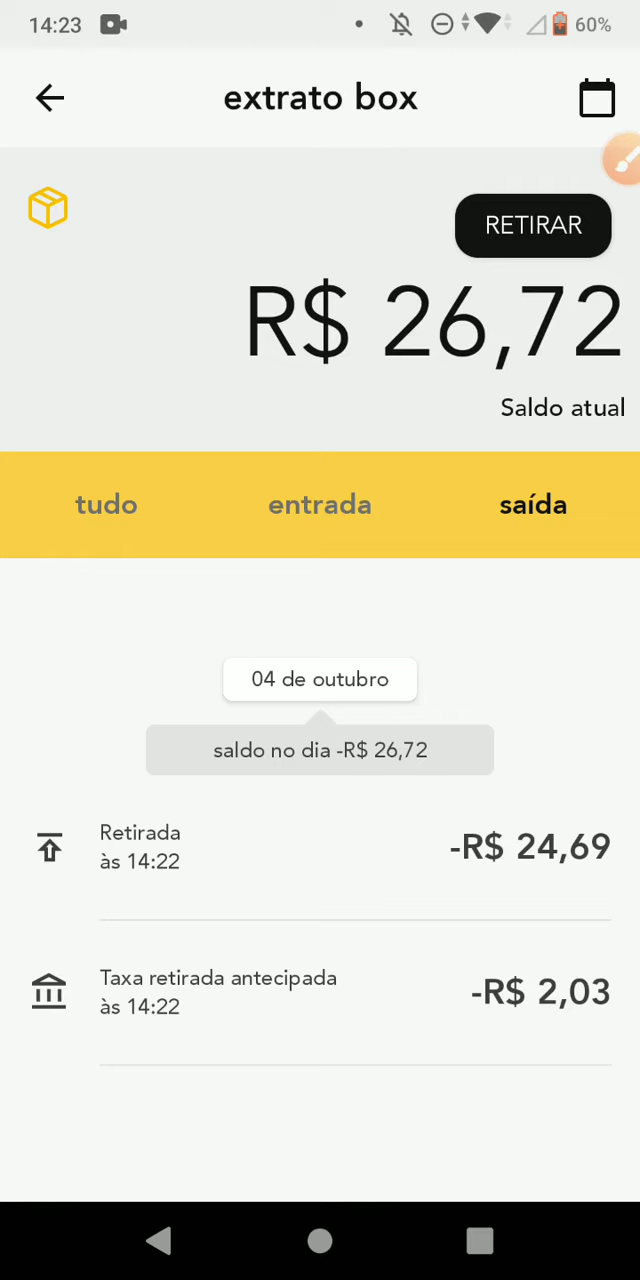 14:23
60%
extrato box
RETIRAR
R$ 26,72
Saldo atual
tudo
entrada
saída
04 de outubro
saldo no dia -R$ 26,72
Retirada
às 14:22
-R$ 24,69
Taxa retirada antecipada
às 14:22
-R$ 2,03